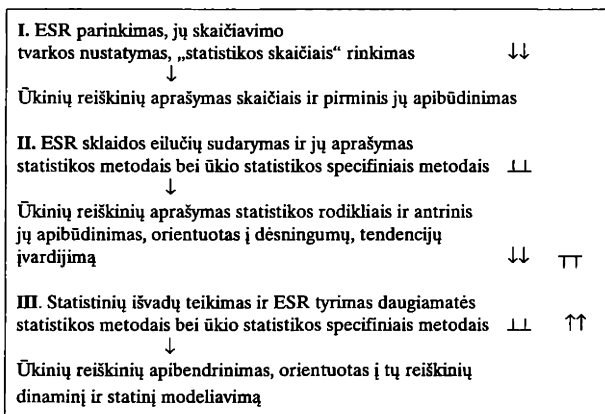 I. ESR parinkimas, jų skaičiavimo
tvarkos nustatymas, „statistikos skaičiais“ rinkimas ↓↓
↓
Ūkinių reiškinių aprašymas skaičiais ir pirminis jų apibūdinimas
II. ESR sklaidos eilučių sudarymas ir jų aprašymas
statistikos metodais bei ūkio statistikos specifiniais metodais ⊥⊥
↓
Ūkinių reiškinių aprašymas statistikos rodikliais ir antrinis
jų apibūdinimas, orientuotas į dėsningumų, tendencijų
įvardijimą ↓↓ ⊤⊤
III. Statistinių išvadų teikimas ir ESR tyrimas daugiamatės
statistikos metodais bei ūkio statistikos specifiniais metodais ⊥⊥ ↑↑
↓
Ūkinių reiškinių apibendrinimas, orientuotas į tų reiškinių
dinaminį ir statinį modeliavimą